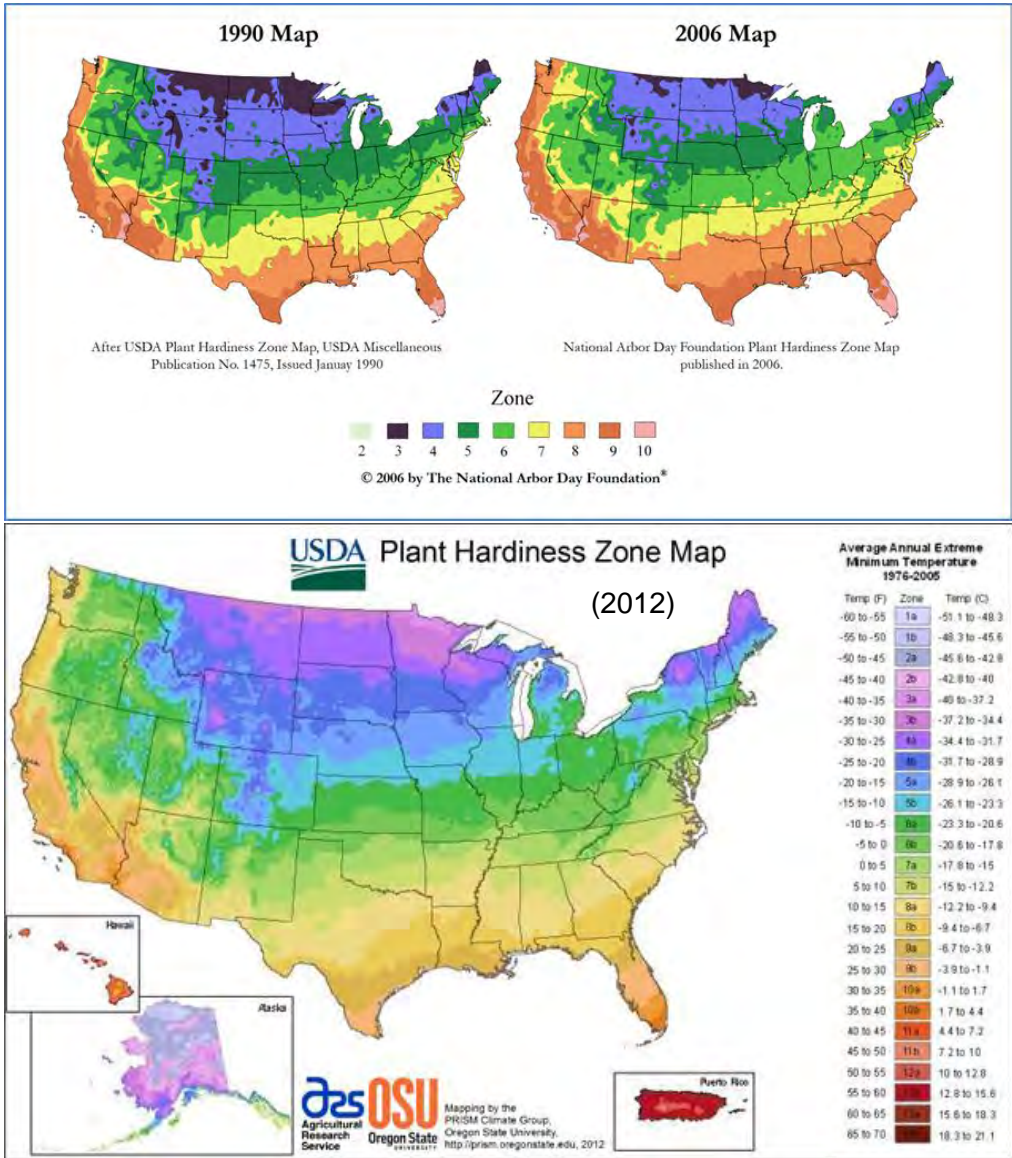 1990 Map
2006 Map
After USDA Plant Hardiness Zone Map, USDA Miscellaneous
Publication No. 1475, Issued Januay 1990
National Arbor Day Foundation Plant Hardiness Zone Map
published in 2006.
Zone
2 3 4 5 6 7 8 9 10
© 2006 by The National Arbor Day Foundation®
USDA Plant Hardiness Zone Map
(2012)
Average Annual Extreme
Minimum Temperature
1976-2005
Temp (F) Zone Temp (C)
-60 to -55 1a -51.1 to -48.3
-55 to -50 1b -48.3 to -45.6
-50 to -45 2a -45.6 to -42.8
-45 to -40 2b -42.8 to -40
-40 to -35 3a -40 to -37.2
-35 to -30 3b -37.2 to -34.4
-30 to -25 4a -34.4 to -31.7
-25 to -20 4b -31.7 to -28.9
-20 to -15 5a -28.9 to -26.1
-15 to -10 5b -26.1 to -23.3
-10 to -5 6a -23.3 to -20.6
-5 to 0 6b -20.6 to -17.8
0 to 5 7a -17.8 to -15
5 to 10 7b -15 to -12.2
10 to 15 8a -12.2 to -9.4
15 to 20 8b -9.4 to -6.7
20 to 25 9a -6.7 to -3.9
25 to 30 9b -3.9 to -1.1
30 to 35 10a -1.1 to 1.7
35 to 40 10b 1.7 to 4.4
40 to 45 11a 4.4 to 7.2
45 to 50 11b 7.2 to 10
50 to 55 12a 10 to 12.8
55 to 60 12.8 to 15.6
60 to 65 15.6 to 18.3
65 to 70 18.3 to 21.1
Hawaii
Alaska
Puerto Rico
ars
Agricultural
Research
Service
OSU
Oregon State
UNIVERSITY
Mapping by the
PRISM Climate Group,
Oregon State University,
http://prism.oregonstate.edu, 2012